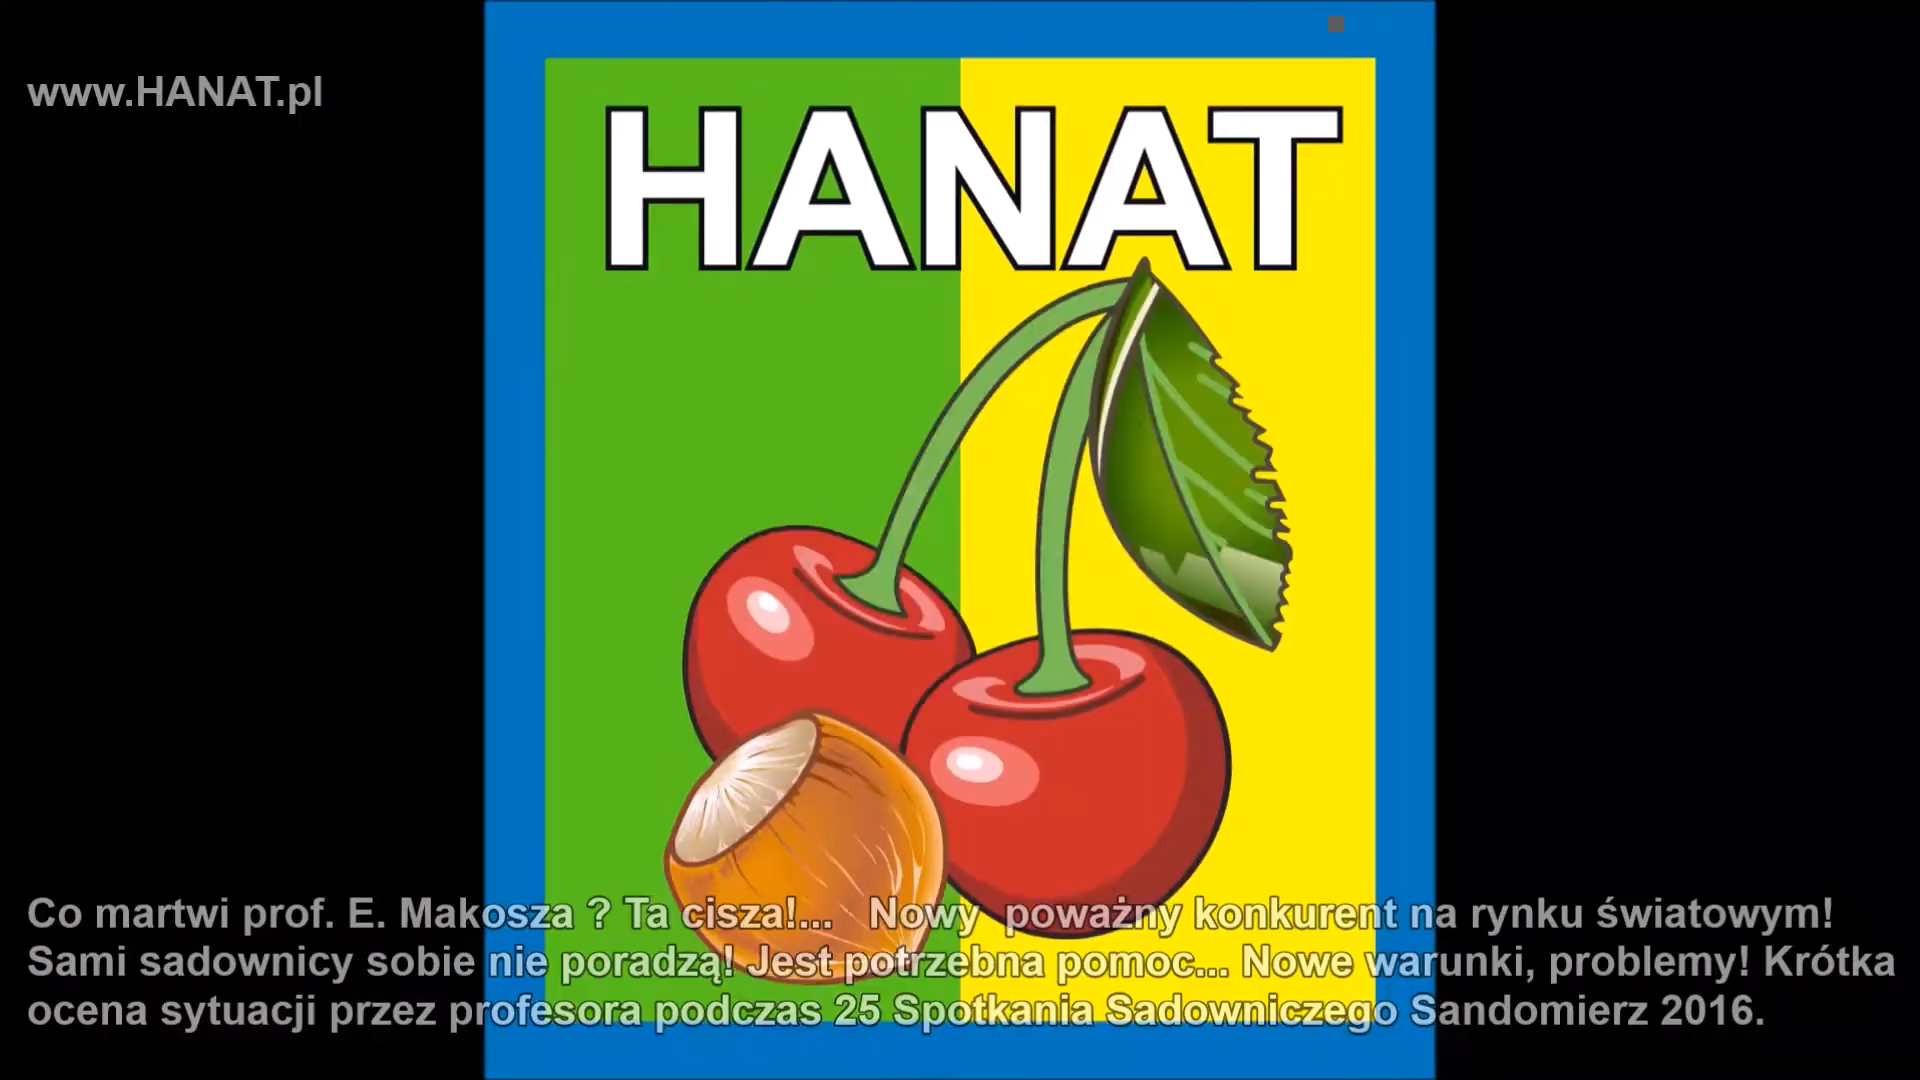 www.HANAT.pl
HANAT
Co martwi prof. E. Makosza ? Ta cisza!... Nowy poważny konkurent na rynku światowym!
Sami sadownicy sobie nie poradzą! Jest potrzebna pomoc... Nowe warunki, problemy! Krótka
ocena sytuacji przez profesora podczas 25 Spotkania Sadowniczego Sandomierz 2016.